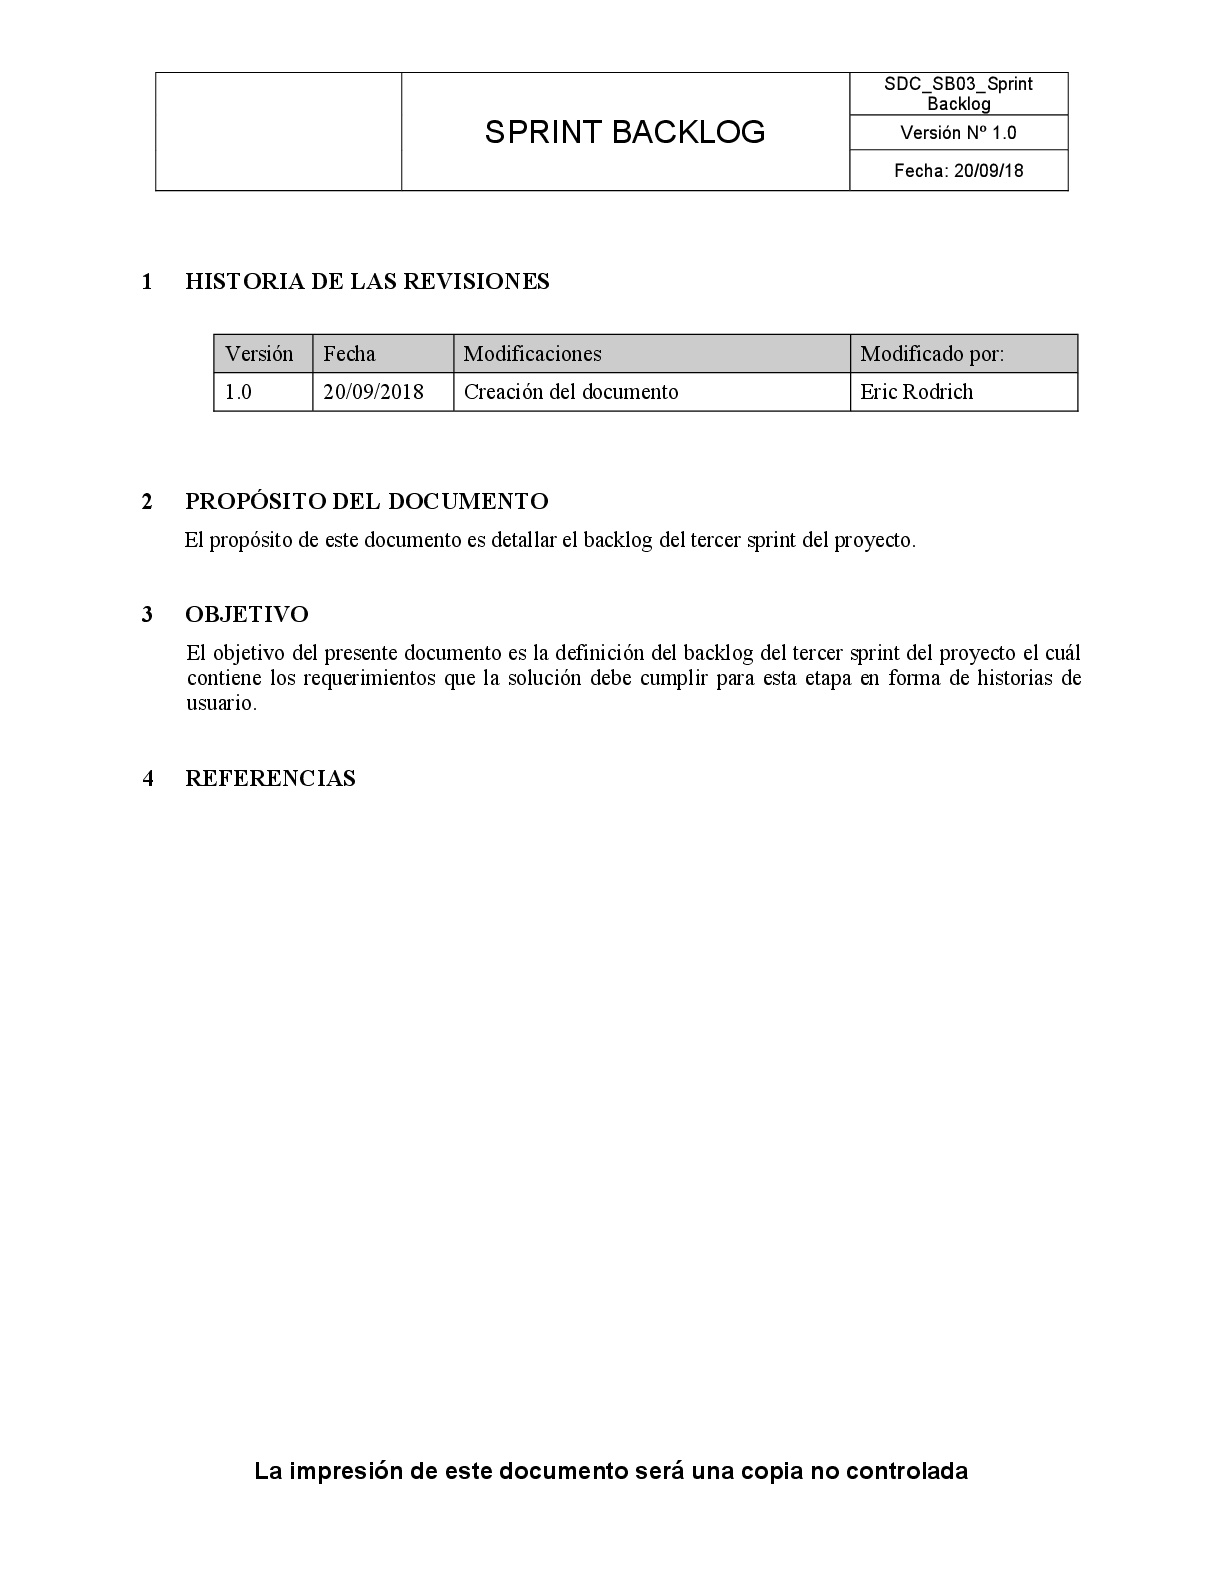 SPRINT BACKLOG
SDC_SB03_Sprint
Backlog
Versión Nº 1.0
Fecha: 20/09/18
1 HISTORIA DE LAS REVISIONES
Versión Fecha Modificaciones Modificado por:
1.0 20/09/2018 Creación del documento Eric Rodrich
2 PROPÓSITO DEL DOCUMENTO
El propósito de este documento es detallar el backlog del tercer sprint del proyecto.
3 OBJETIVO
El objetivo del presente documento es la definición del backlog del tercer sprint del proyecto el cuál
contiene los requerimientos que la solución debe cumplir para esta etapa en forma de historias de
usuario.
4 REFERENCIAS
La impresión de este documento será una copia no controlada